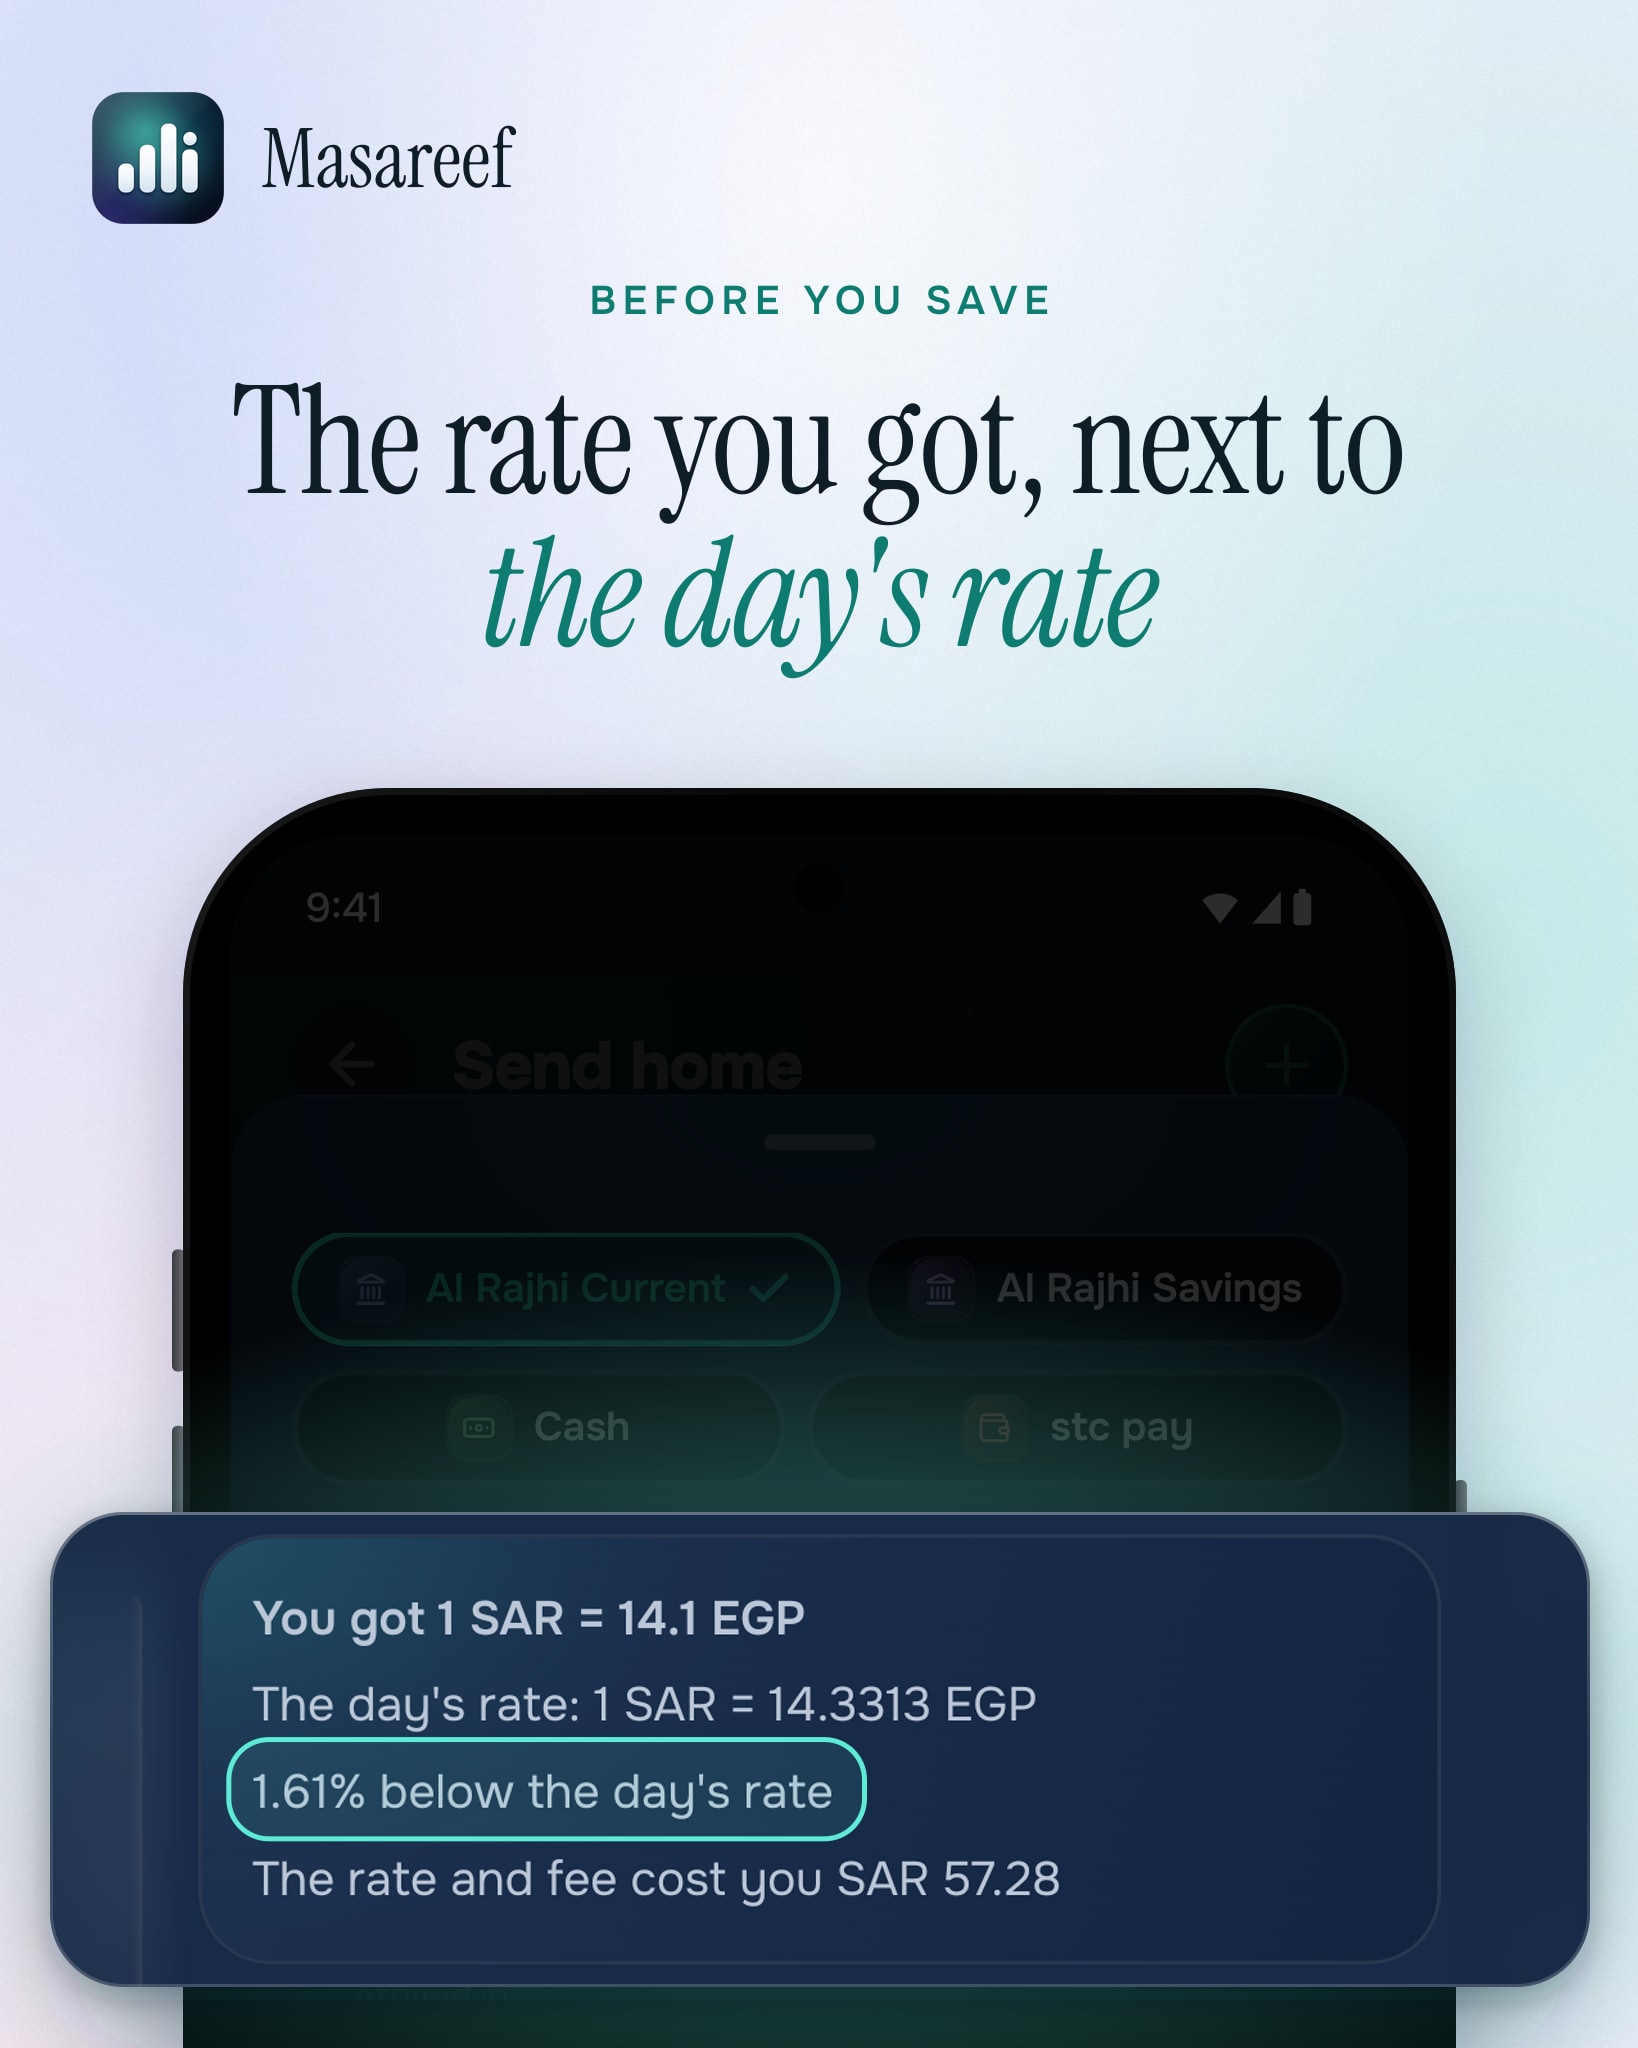 Masareef
BEFORE YOU SAVE
The rate you got, next to
the day's rate
9:41
Send home
Al Rajhi Current
Al Rajhi Savings
Cash
stc pay
You got 1 SAR = 14.1 EGP
The day's rate: 1 SAR = 14.3313 EGP
1.61% below the day's rate
The rate and fee cost you SAR 57.28